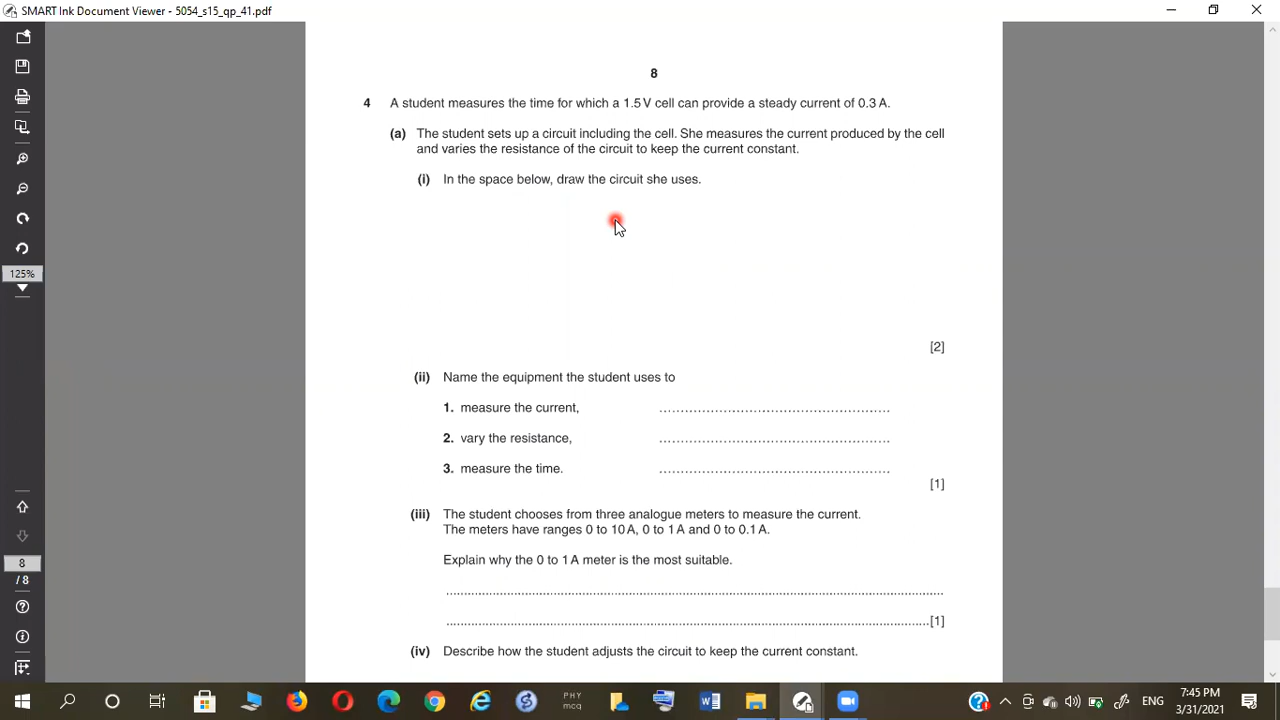 SMART Ink Document Viewer - 5054_s15_qp_41.pdf
8
4 A student measures the time for which a 1.5 V cell can provide a steady current of 0.3 A.
(a) The student sets up a circuit including the cell. She measures the current produced by the cell
and varies the resistance of the circuit to keep the current constant.
(i) In the space below, draw the circuit she uses.
125%
[2]
(ii) Name the equipment the student uses to
1. measure the current, ......................................................
2. vary the resistance, ......................................................
3. measure the time. ......................................................
[1]
(iii) The student chooses from three analogue meters to measure the current.
The meters have ranges 0 to 10 A, 0 to 1 A and 0 to 0.1 A.
Explain why the 0 to 1 A meter is the most suitable.
..........................................................................................................................................
......................................................................................................................................[1]
(iv) Describe how the student adjusts the circuit to keep the current constant.
8
/ 8
PHY
mcq
ENG
7:45 PM
3/31/2021